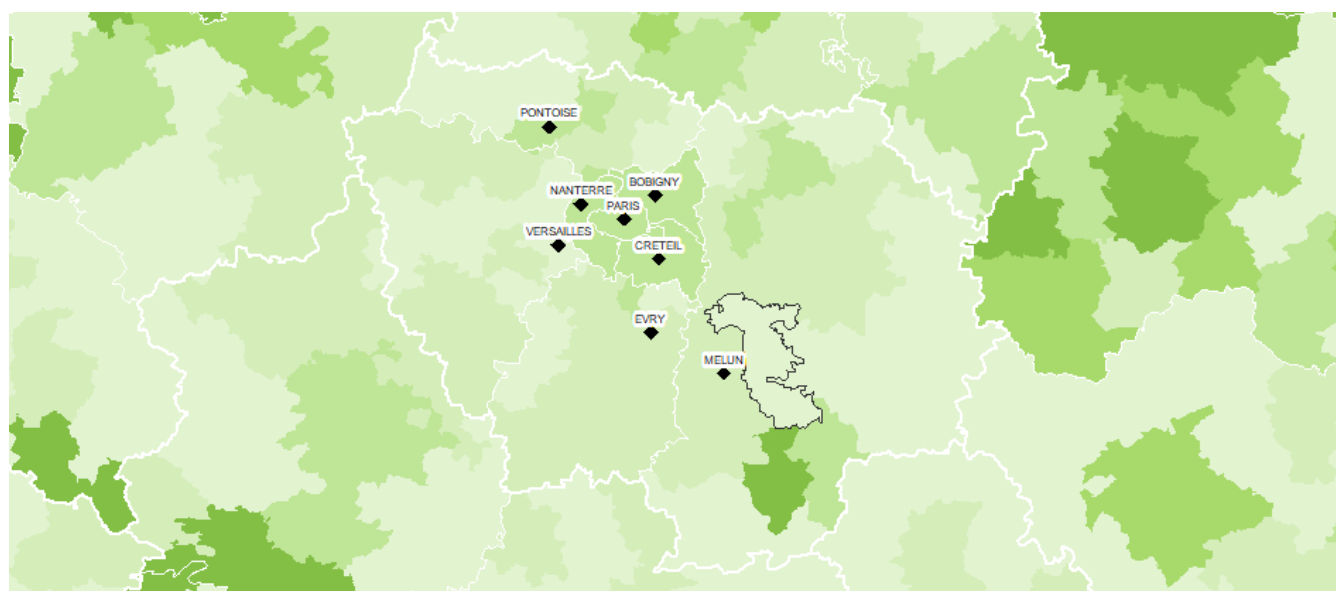 PONTOISE
NANTERRE
BOBIGNY
PARIS
VERSAILLES
CRETEIL
EVRY
MELUN